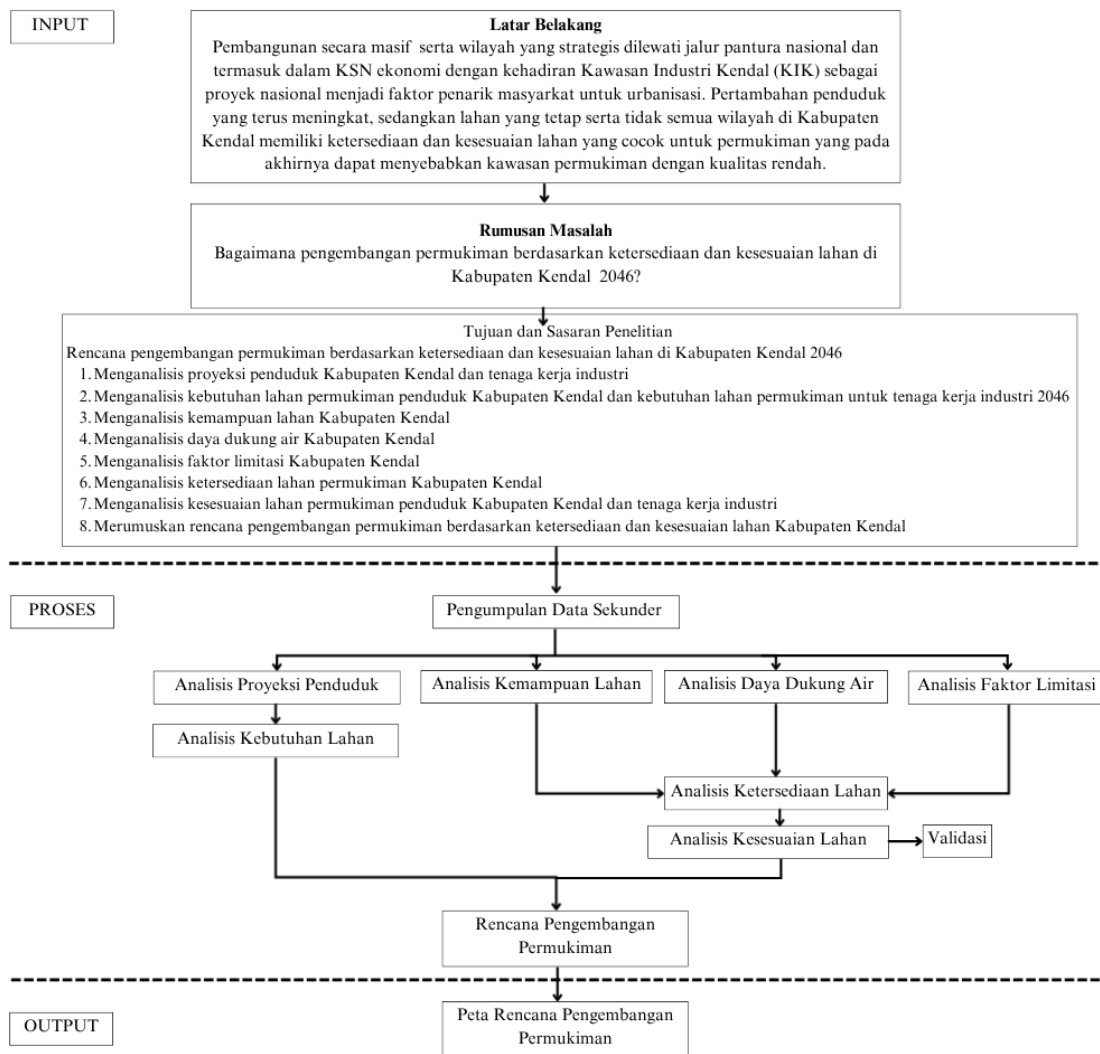 INPUT
Latar Belakang
Pembangunan secara masif serta wilayah yang strategis dilewati jalur pantura nasional dan
termasuk dalam KSN ekonomi dengan kehadiran Kawasan Industri Kendal (KIK) sebagai
proyek nasional menjadi faktor penarik masyarkat untuk urbanisasi. Pertambahan penduduk
yang terus meningkat, sedangkan lahan yang tetap serta tidak semua wilayah di Kabupaten
Kendal memiliki ketersediaan dan kesesuaian lahan yang cocok untuk permukiman yang pada
akhirnya dapat menyebabkan kawasan permukiman dengan kualitas rendah.
Rumusan Masalah
Bagaimana pengembangan permukiman berdasarkan ketersediaan dan kesesuaian lahan di
Kabupaten Kendal 2046?
Tujuan dan Sasaran Penelitian
Rencana pengembangan permukiman berdasarkan ketersediaan dan kesesuaian lahan di Kabupaten Kendal 2046
1. Menganalisis proyeksi penduduk Kabupaten Kendal dan tenaga kerja industri
2. Menganalisis kebutuhan lahan permukiman penduduk Kabupaten Kendal dan kebutuhan lahan permukiman untuk tenaga kerja industri 2046
3. Menganalisis kemampuan lahan Kabupaten Kendal
4. Menganalisis daya dukung air Kabupaten Kendal
5. Menganalisis faktor limitasi Kabupaten Kendal
6. Menganalisis ketersediaan lahan permukiman Kabupaten Kendal
7. Menganalisis kesesuaian lahan permukiman penduduk Kabupaten Kendal dan tenaga kerja industri
8. Merumuskan rencana pengembangan permukiman berdasarkan ketersediaan dan kesesuaian lahan Kabupaten Kendal
PROSES
Pengumpulan Data Sekunder
Analisis Proyeksi Penduduk
Analisis Kemampuan Lahan
Analisis Daya Dukung Air
Analisis Faktor Limitasi
Analisis Kebutuhan Lahan
Analisis Ketersediaan Lahan
Analisis Kesesuaian Lahan
Validasi
Rencana Pengembangan
Permukiman
OUTPUT
Peta Rencana Pengembangan
Permukiman